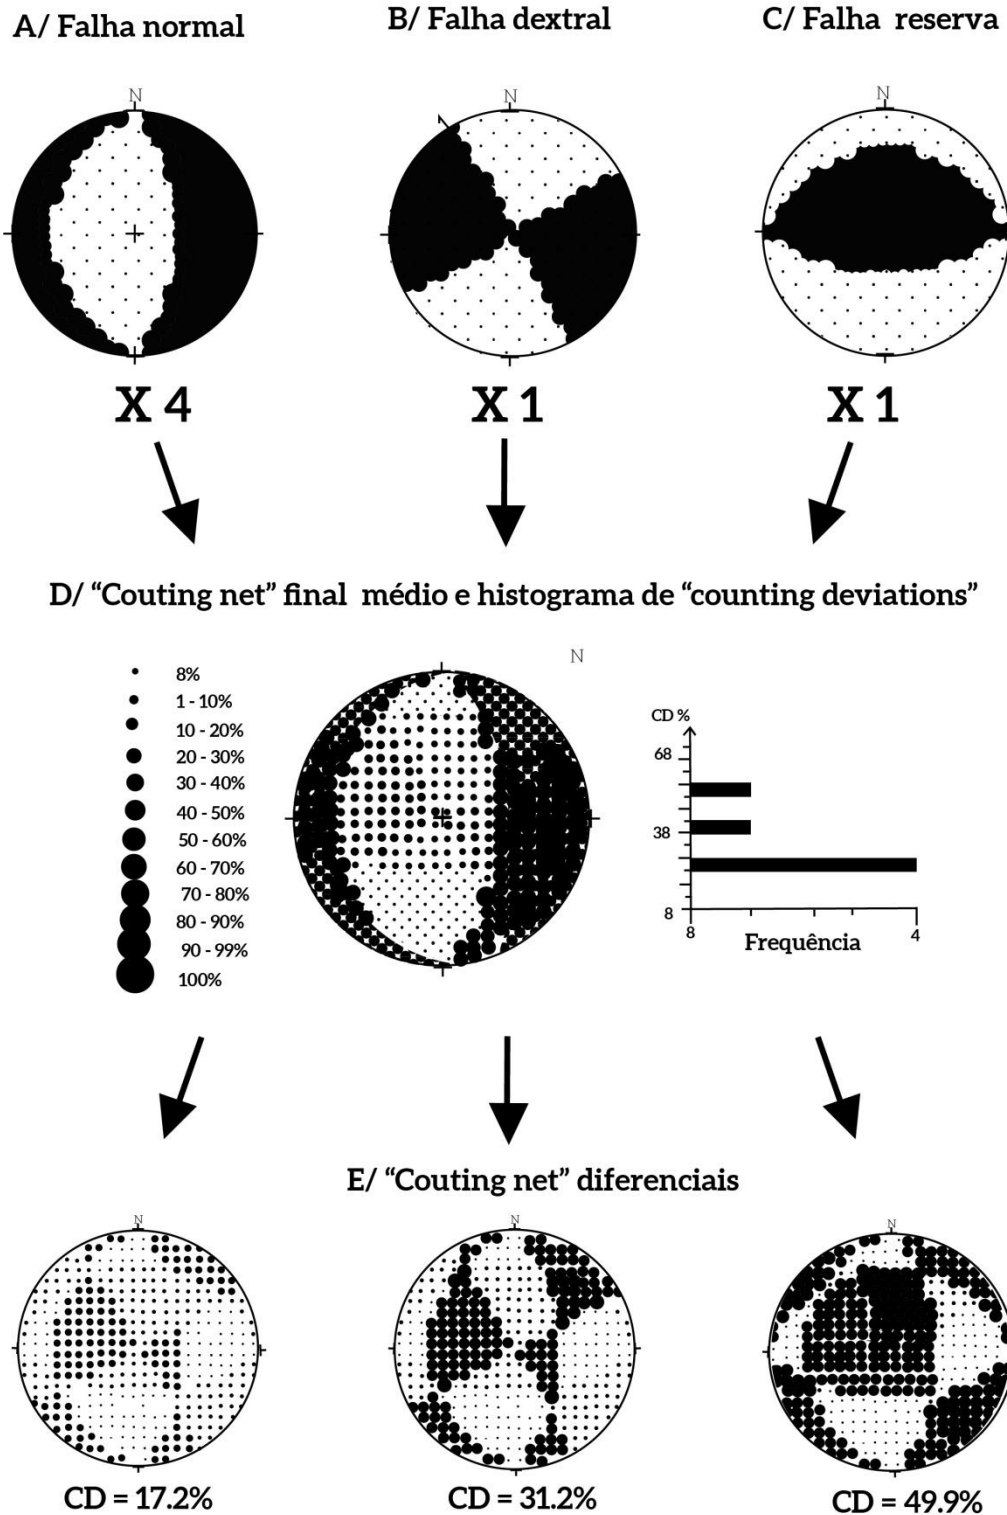 A/ Falha normal
B/ Falha dextral
C/ Falha reserva
N
N
N
X 4
X 1
X 1
D/ “Couting net” final médio e histograma de “counting deviations”
8%
1 - 10%
10 - 20%
20 - 30%
30 - 40%
40 - 50%
50 - 60%
60 - 70%
70 - 80%
80 - 90%
90 - 99%
100%
N
CD %
68
38
8
8
4
Frequência
E/ “Couting net” diferenciais
N
N
N
CD = 17.2%
CD = 31.2%
CD = 49.9%